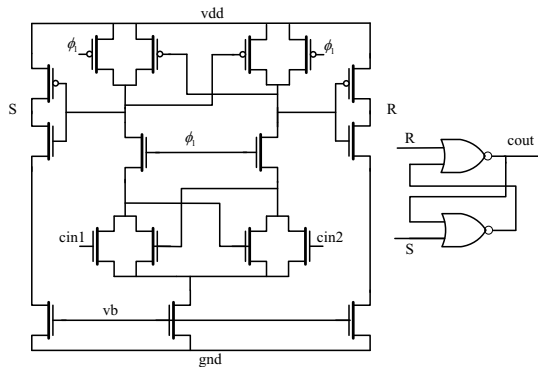 vdd
ϕ₁
ϕ₁
S
R
ϕ₁
R
cout
cin1
cin2
S
vb
gnd